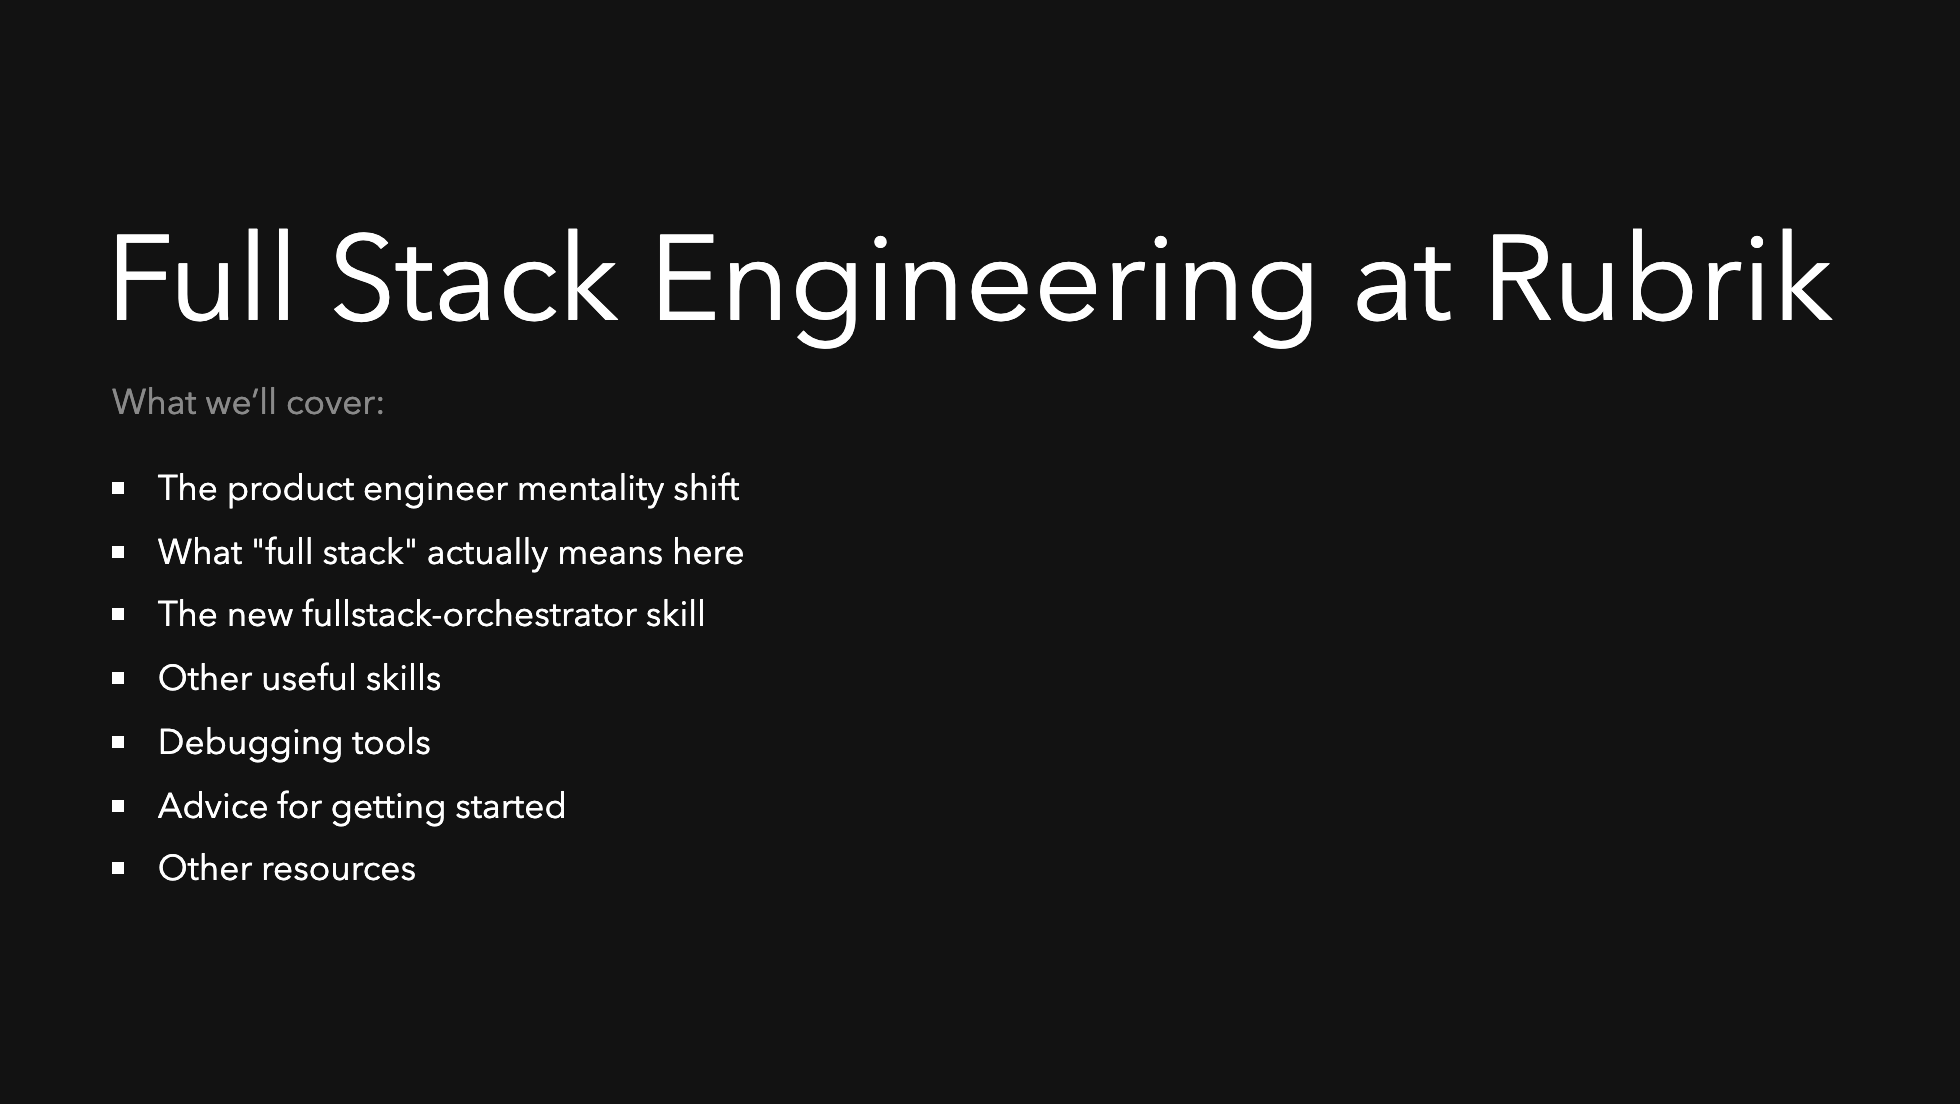 Full Stack Engineering at Rubrik
What we’ll cover:
▪ The product engineer mentality shift
▪ What "full stack" actually means here
▪ The new fullstack-orchestrator skill
▪ Other useful skills
▪ Debugging tools
▪ Advice for getting started
▪ Other resources